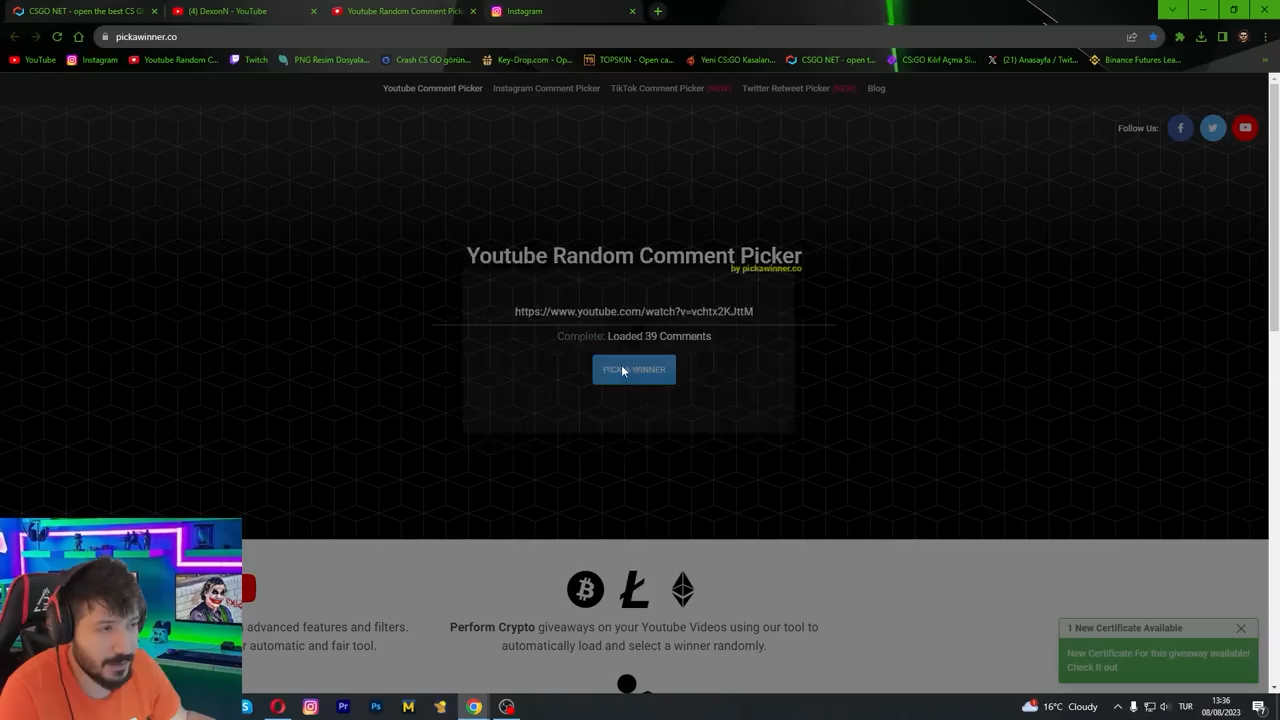 CSGO NET - open the best CS G
(4) DexonN - YouTube
Youtube Random Comment Pick
Instagram
pickawinner.co
YouTube
Instagram
Youtube Random C...
Twitch
PNG Resim Dosyala...
Crash CS GO görün...
Key-Drop.com - Op...
TOPSKIN - Open ca...
Yeni CS:GO Kasaları...
CSGO NET - open t...
CS:GO Kılıf Açma Si...
(21) Anasayfa / Twit...
Binance Futures Lea...
Youtube Comment Picker
Instagram Comment Picker
TikTok Comment Picker (NEW)
Twitter Retweet Picker (NEW)
Blog
Follow Us:
Youtube Random Comment Picker
by pickawinner.co
https://www.youtube.com/watch?v=vchtx2KJttM
Complete: Loaded 39 Comments
PICK A WINNER
advanced features and filters.
r automatic and fair tool.
Perform Crypto giveaways on your Youtube Videos using our tool to
automatically load and select a winner randomly.
1 New Certificate Available
New Certificate For this giveaway available!
Check It out
16°C Cloudy
TUR
13:36
08/08/2023